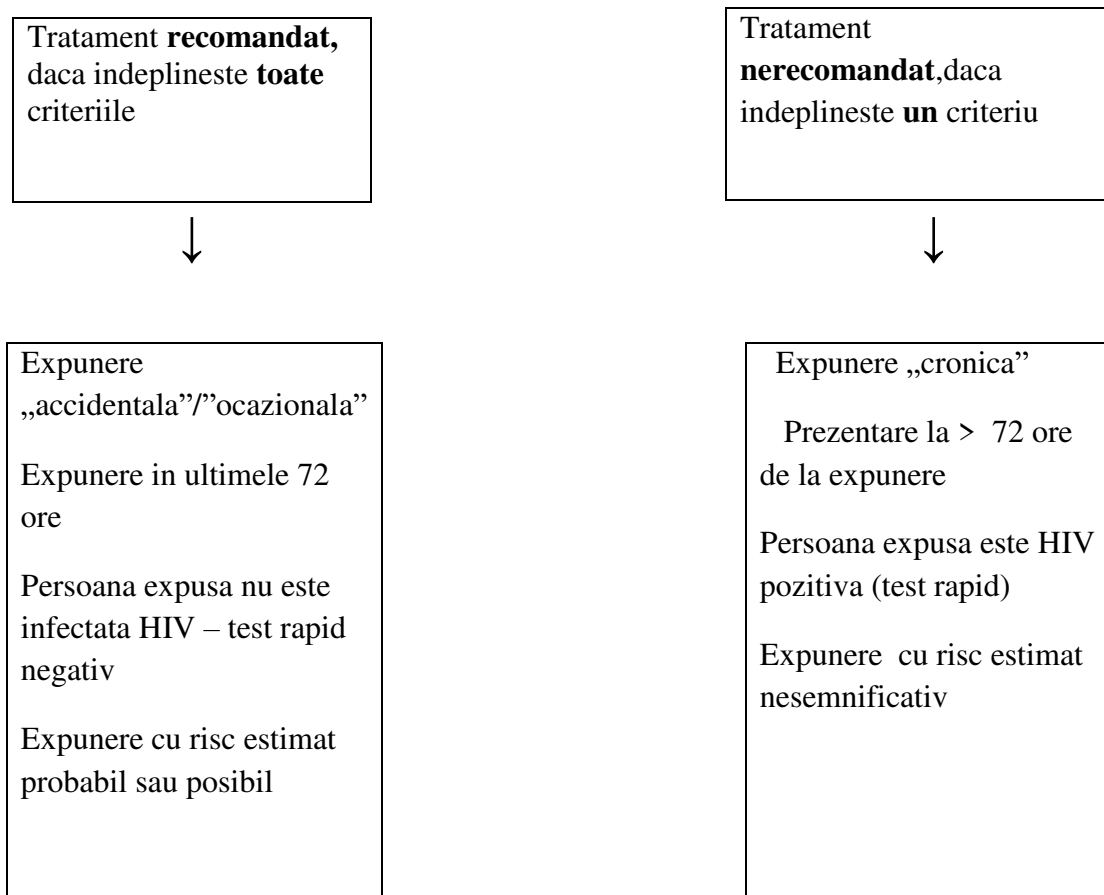 Tratament recomandat,
daca indeplineste toate
criteriile
Tratament
nerecomandat,daca
indeplineste un criteriu
↓
↓
Expunere
„accidentala”/”ocazionala”
Expunere in ultimele 72
ore
Persoana expusa nu este
infectata HIV – test rapid
negativ
Expunere cu risc estimat
probabil sau posibil
Expunere „cronica”
Prezentare la > 72 ore
de la expunere
Persoana expusa este HIV
pozitiva (test rapid)
Expunere cu risc estimat
nesemnificativ